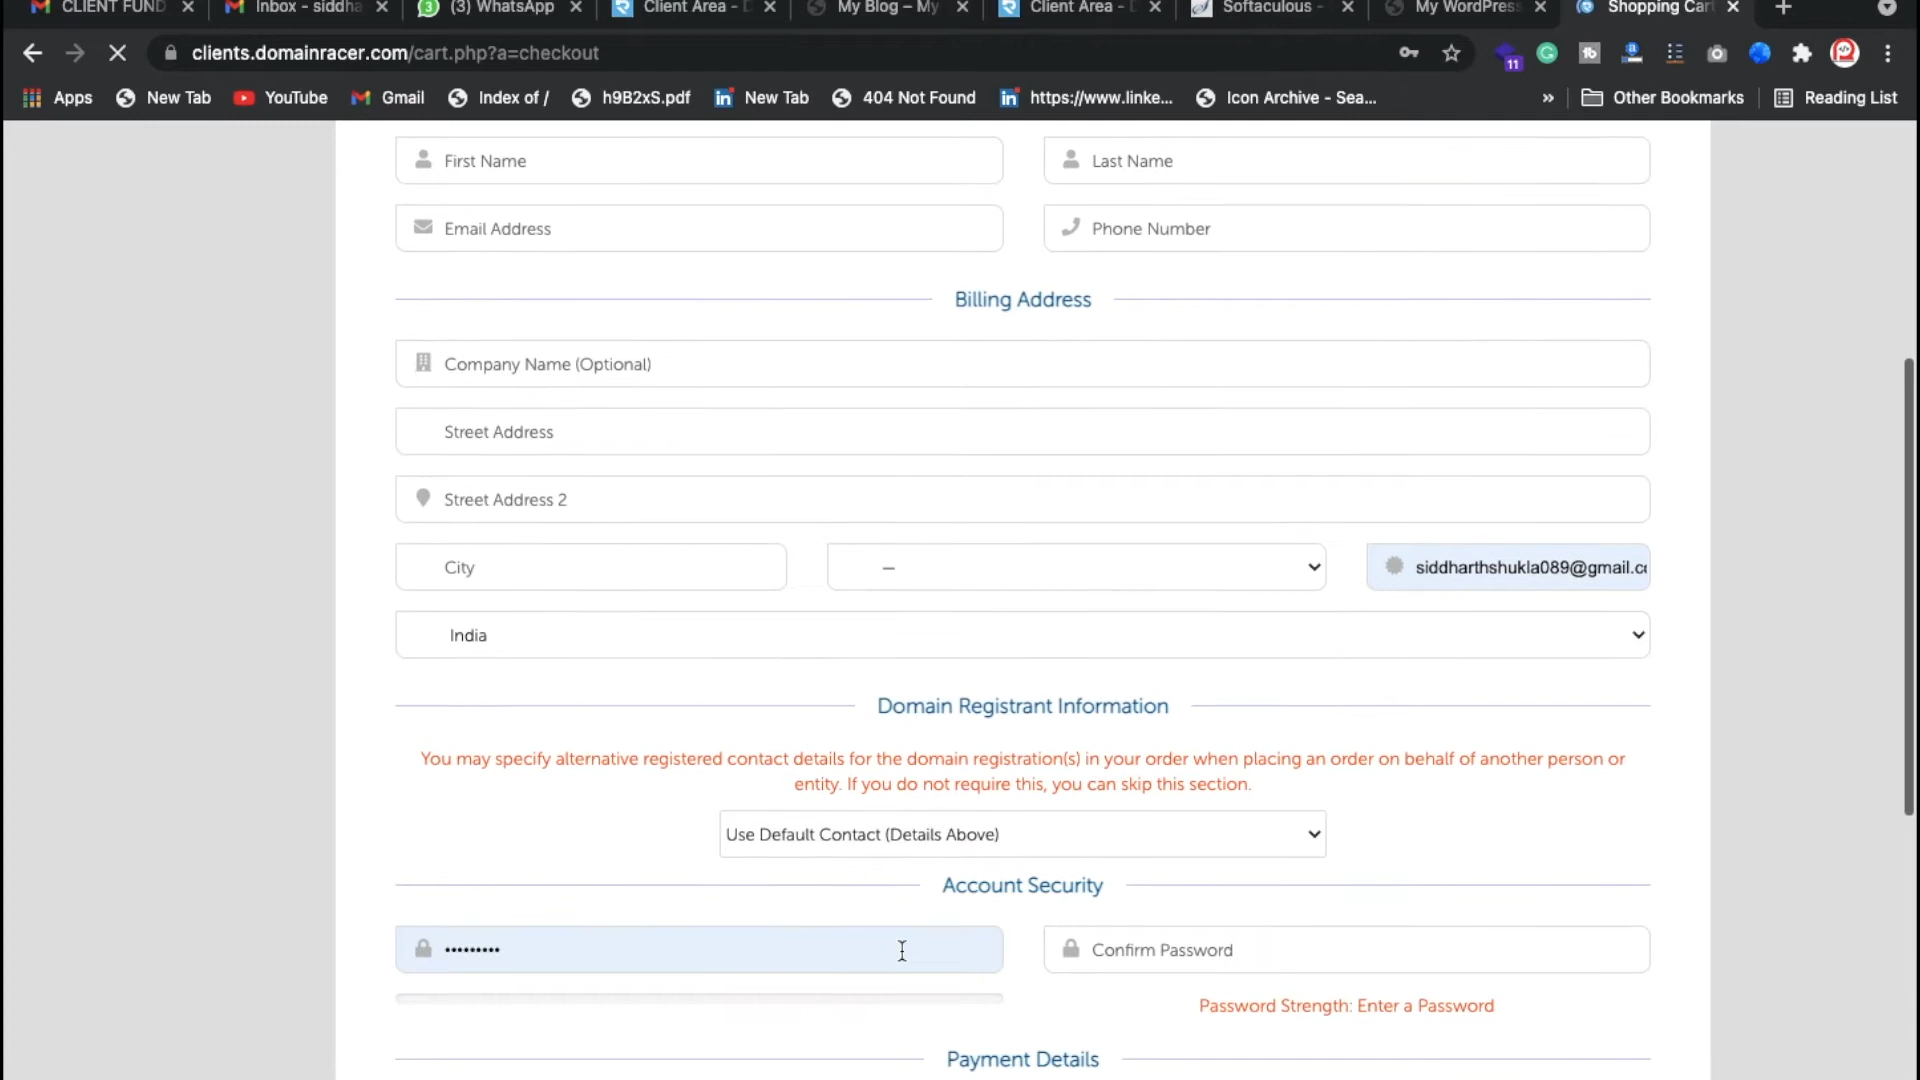 CLIENT FUND
Inbox - siddha
(3) WhatsApp
Client Area - D
My Blog – My
Client Area - D
Softaculous -
My WordPress
Shopping Cart
clients.domainracer.com/cart.php?a=checkout
11
Apps
New Tab
YouTube
Gmail
Index of /
h9B2xS.pdf
New Tab
404 Not Found
https://www.linke...
Icon Archive - Sea...
»
Other Bookmarks
Reading List
First Name
Last Name
Email Address
Phone Number
Billing Address
Company Name (Optional)
Street Address
Street Address 2
City
—
siddharthshukla089@gmail.co
India
Domain Registrant Information
You may specify alternative registered contact details for the domain registration(s) in your order when placing an order on behalf of another person or
entity. If you do not require this, you can skip this section.
Use Default Contact (Details Above)
Account Security
•••••••••
Confirm Password
Password Strength: Enter a Password
Payment Details